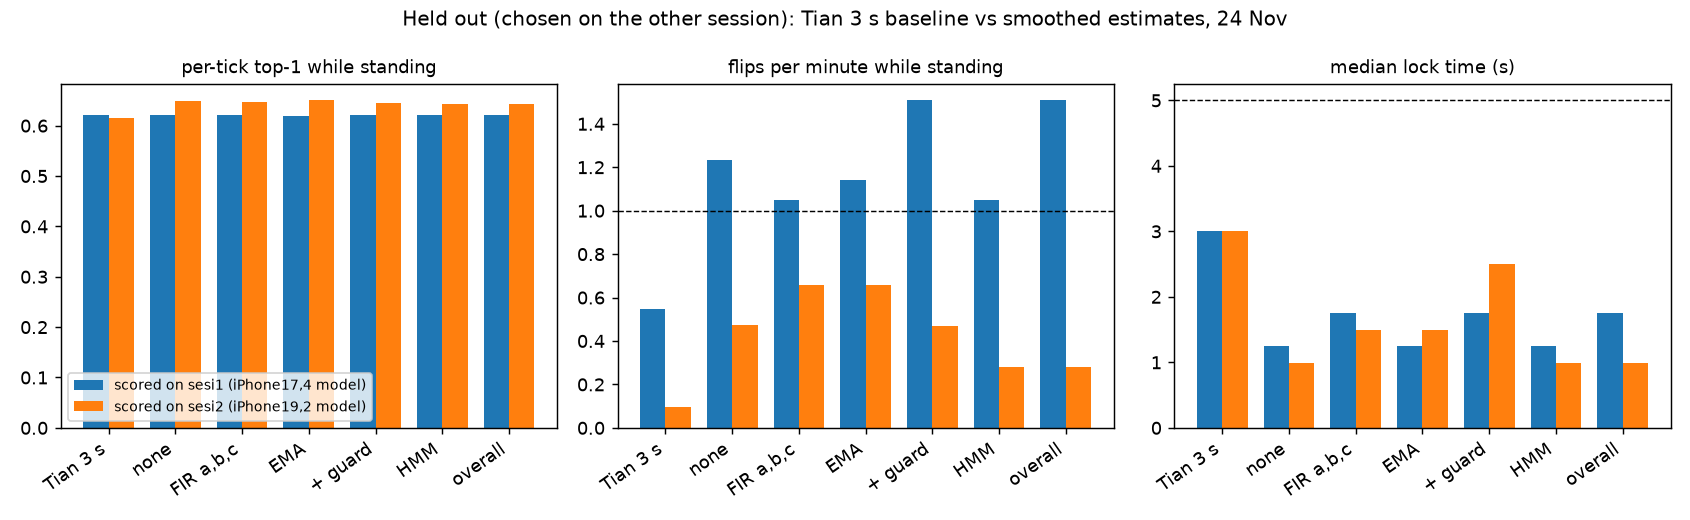 Held out (chosen on the other session): Tian 3 s baseline vs smoothed estimates, 24 Nov
per-tick top-1 while standing
0.6
0.5
0.4
0.3
0.2
0.1
0.0
scored on sesi1 (iPhone17,4 model)
scored on sesi2 (iPhone19,2 model)
Tian 3 s
none
FIR a,b,c
EMA
+ guard
HMM
overall
flips per minute while standing
1.4
1.2
1.0
0.8
0.6
0.4
0.2
0.0
Tian 3 s
none
FIR a,b,c
EMA
+ guard
HMM
overall
median lock time (s)
5
4
3
2
1
0
Tian 3 s
none
FIR a,b,c
EMA
+ guard
HMM
overall